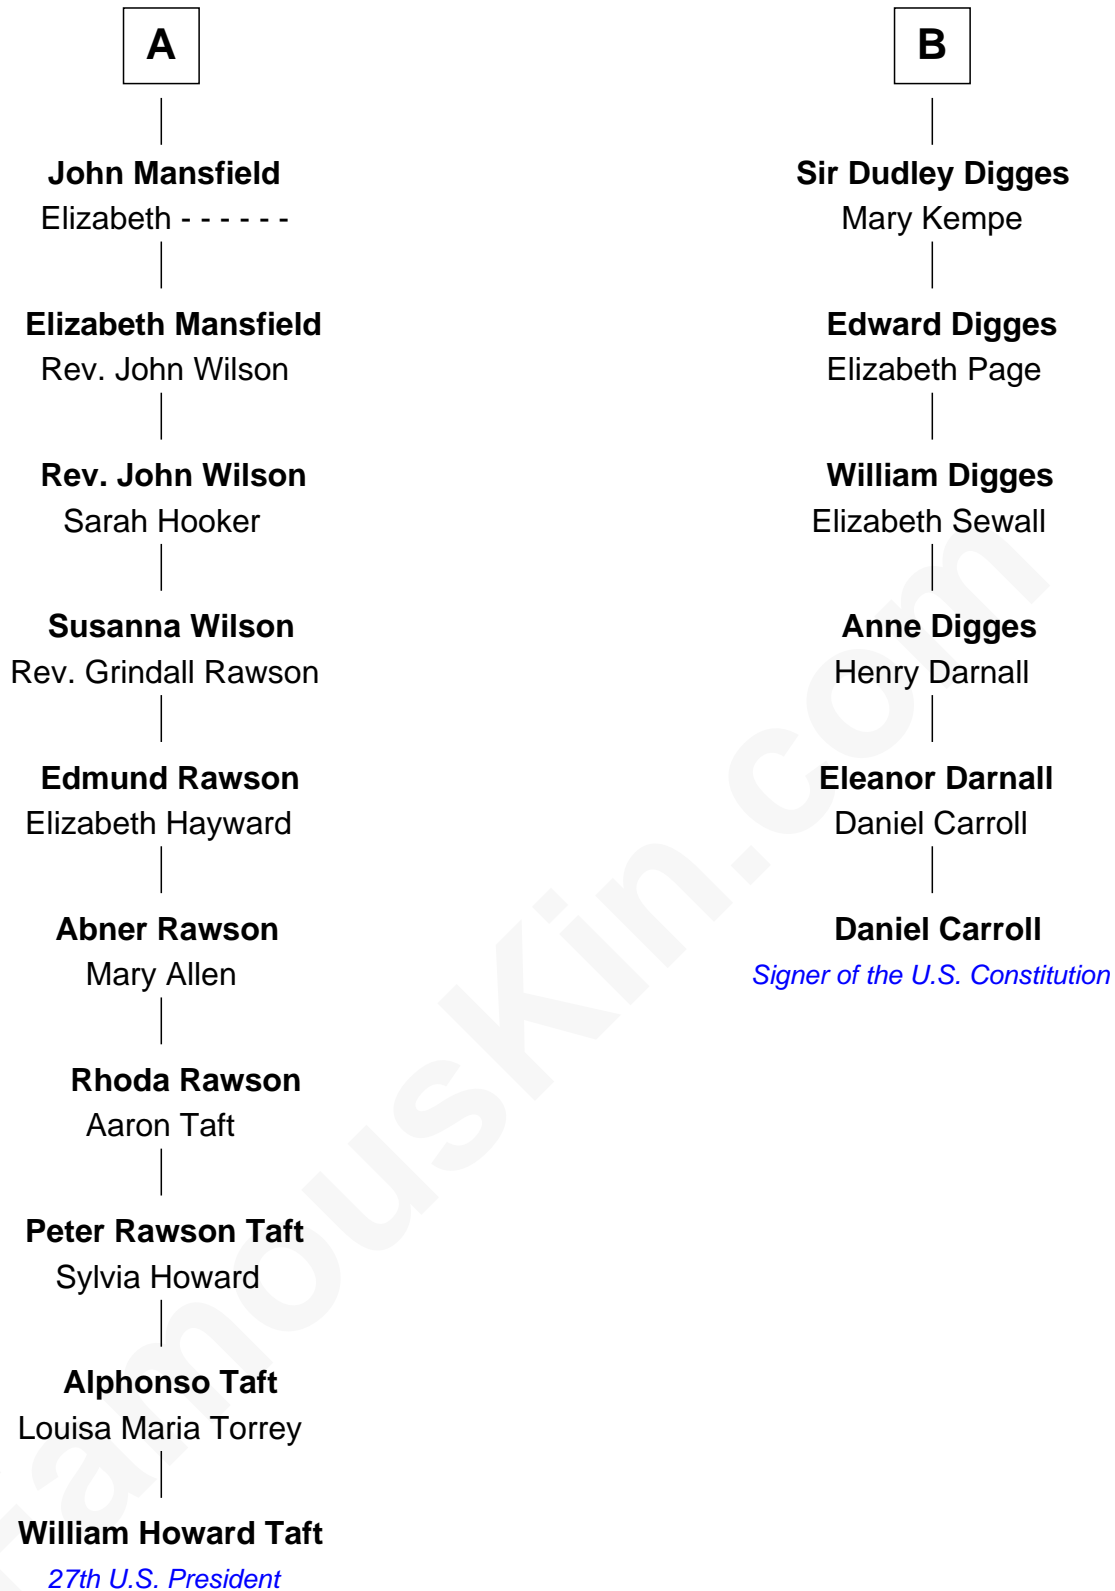 A
John Mansfield
Elizabeth - - - - - -
Elizabeth Mansfield
Rev. John Wilson
Rev. John Wilson
Sarah Hooker
Susanna Wilson
Rev. Grindall Rawson
Edmund Rawson
Elizabeth Hayward
Abner Rawson
Mary Allen
Rhoda Rawson
Aaron Taft
Peter Rawson Taft
Sylvia Howard
Alphonso Taft
Louisa Maria Torrey
William Howard Taft
27th U.S. President
B
Sir Dudley Digges
Mary Kempe
Edward Digges
Elizabeth Page
William Digges
Elizabeth Sewall
Anne Digges
Henry Darnall
Eleanor Darnall
Daniel Carroll
Daniel Carroll
Signer of the U.S. Constitution
FamousKin.com